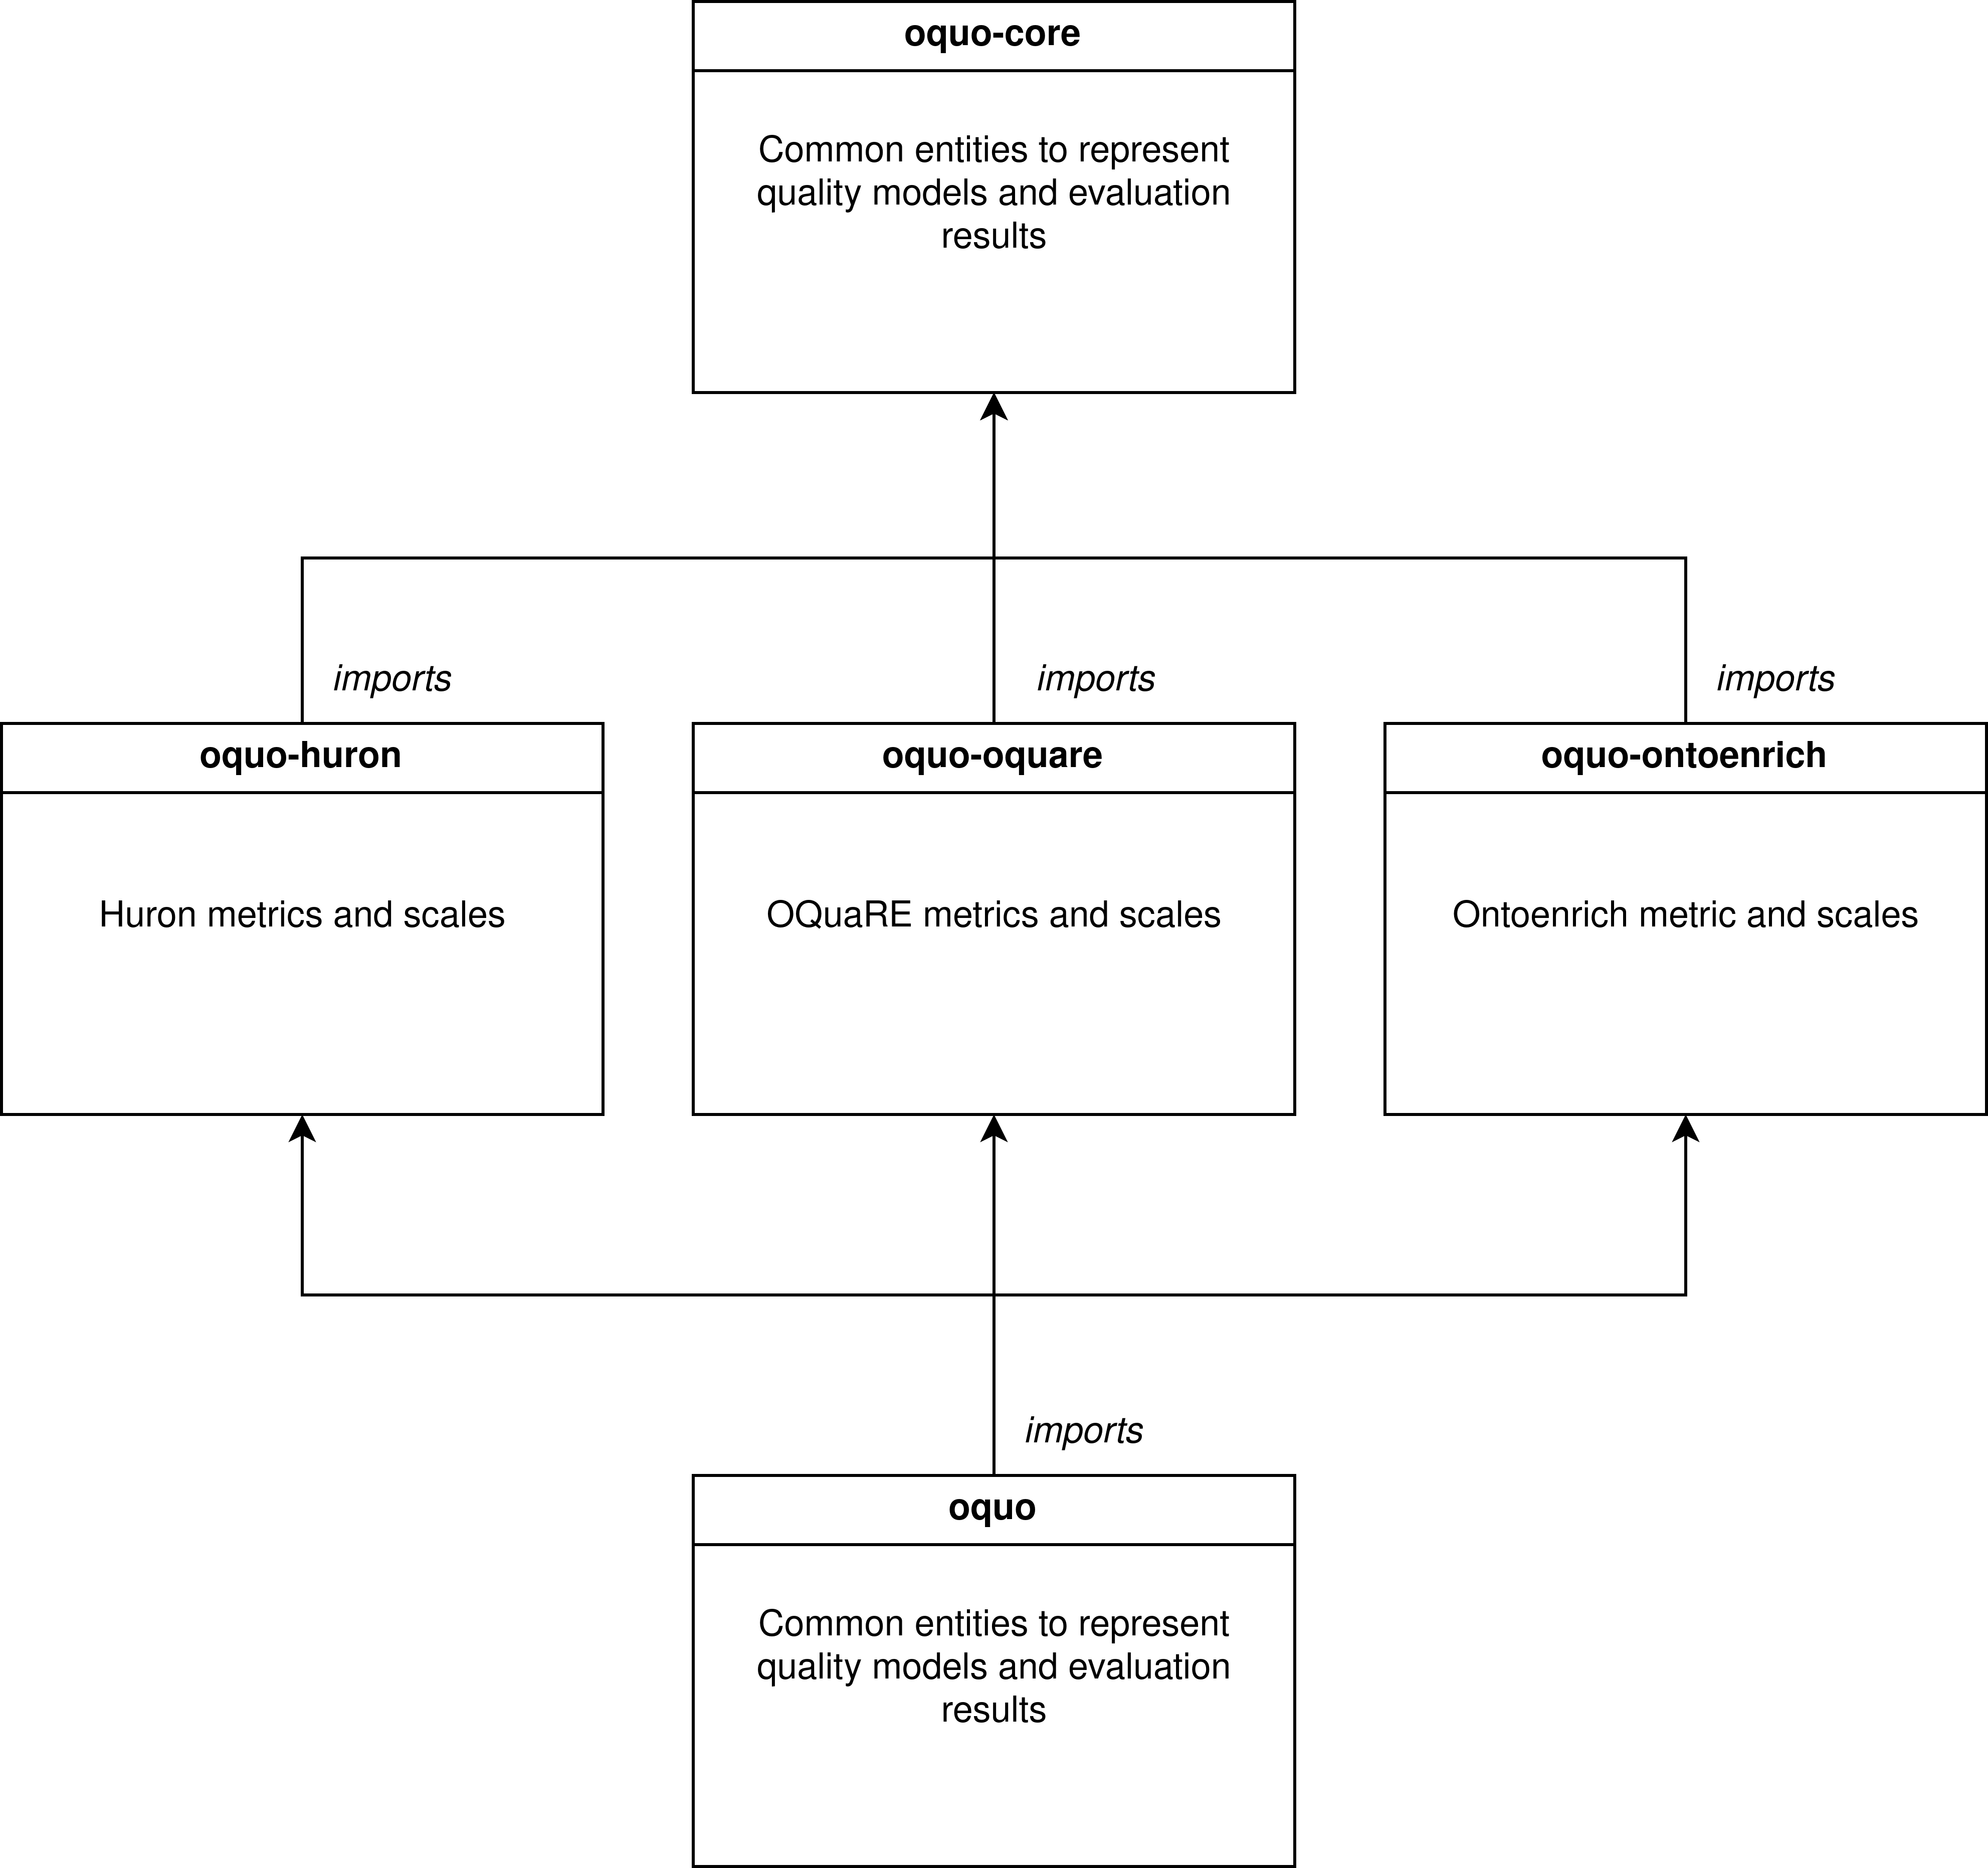 oquo-core
Common entities to represent
quality models and evaluation
results
imports
imports
imports
oquo-huron
oquo-oquare
oquo-ontoenrich
Huron metrics and scales
OQuaRE metrics and scales
Ontoenrich metric and scales
imports
oquo
Common entities to represent
quality models and evaluation
results